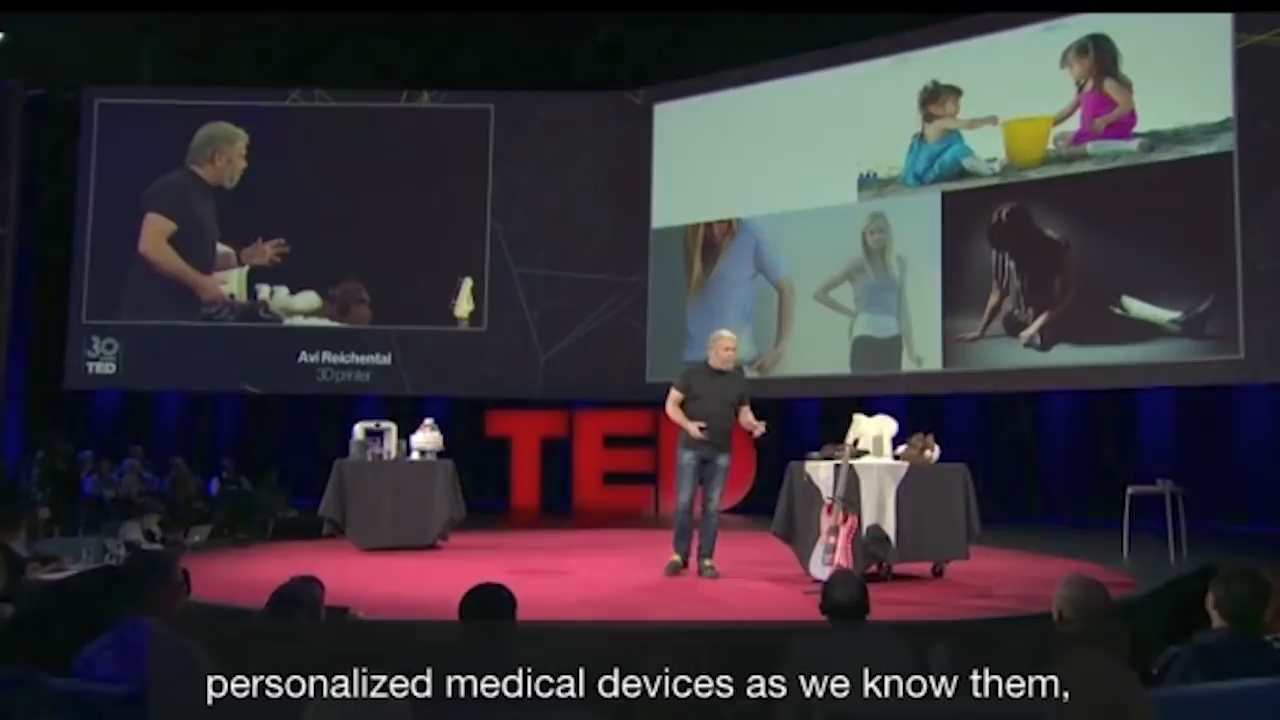 30
TED
Avi Reichental
3D printer
TED
personalized medical devices as we know them,